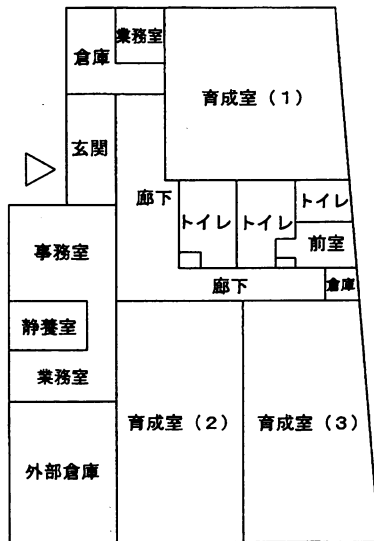 業務室
倉庫
育成室（1）
玄関
廊下
トイレ
トイレ
トイレ
前室
事務室
廊下
倉庫
静養室
業務室
育成室（2）
育成室（3）
外部倉庫